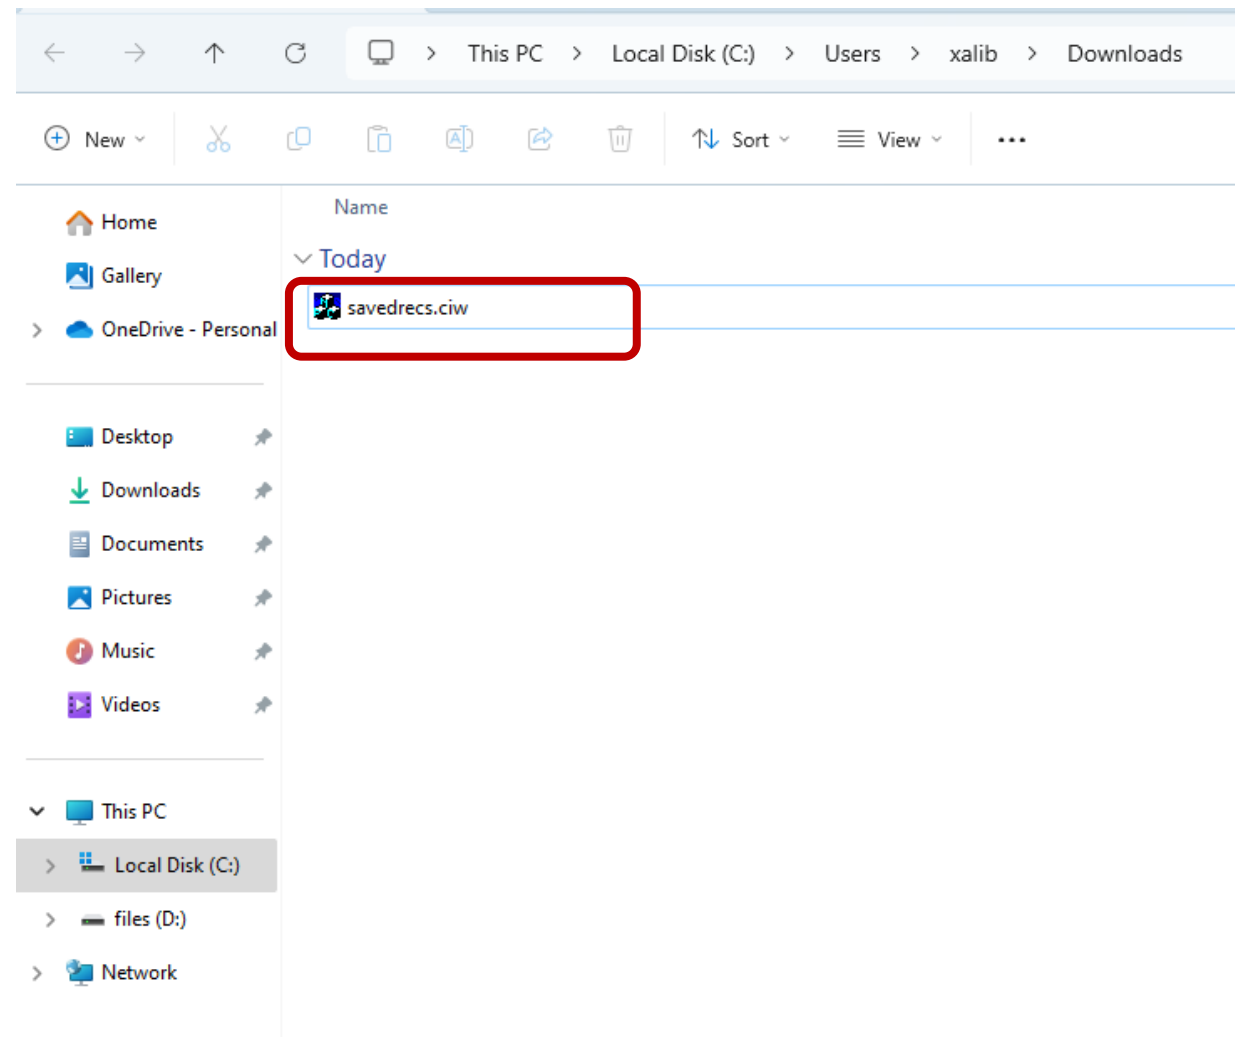 This PC > Local Disk (C:) > Users > xalib > Downloads
New
Sort
View
Home
Gallery
OneDrive - Personal
Desktop
Downloads
Documents
Pictures
Music
Videos
This PC
Local Disk (C:)
files (D:)
Network
Name
Today
savedrecs.ciw